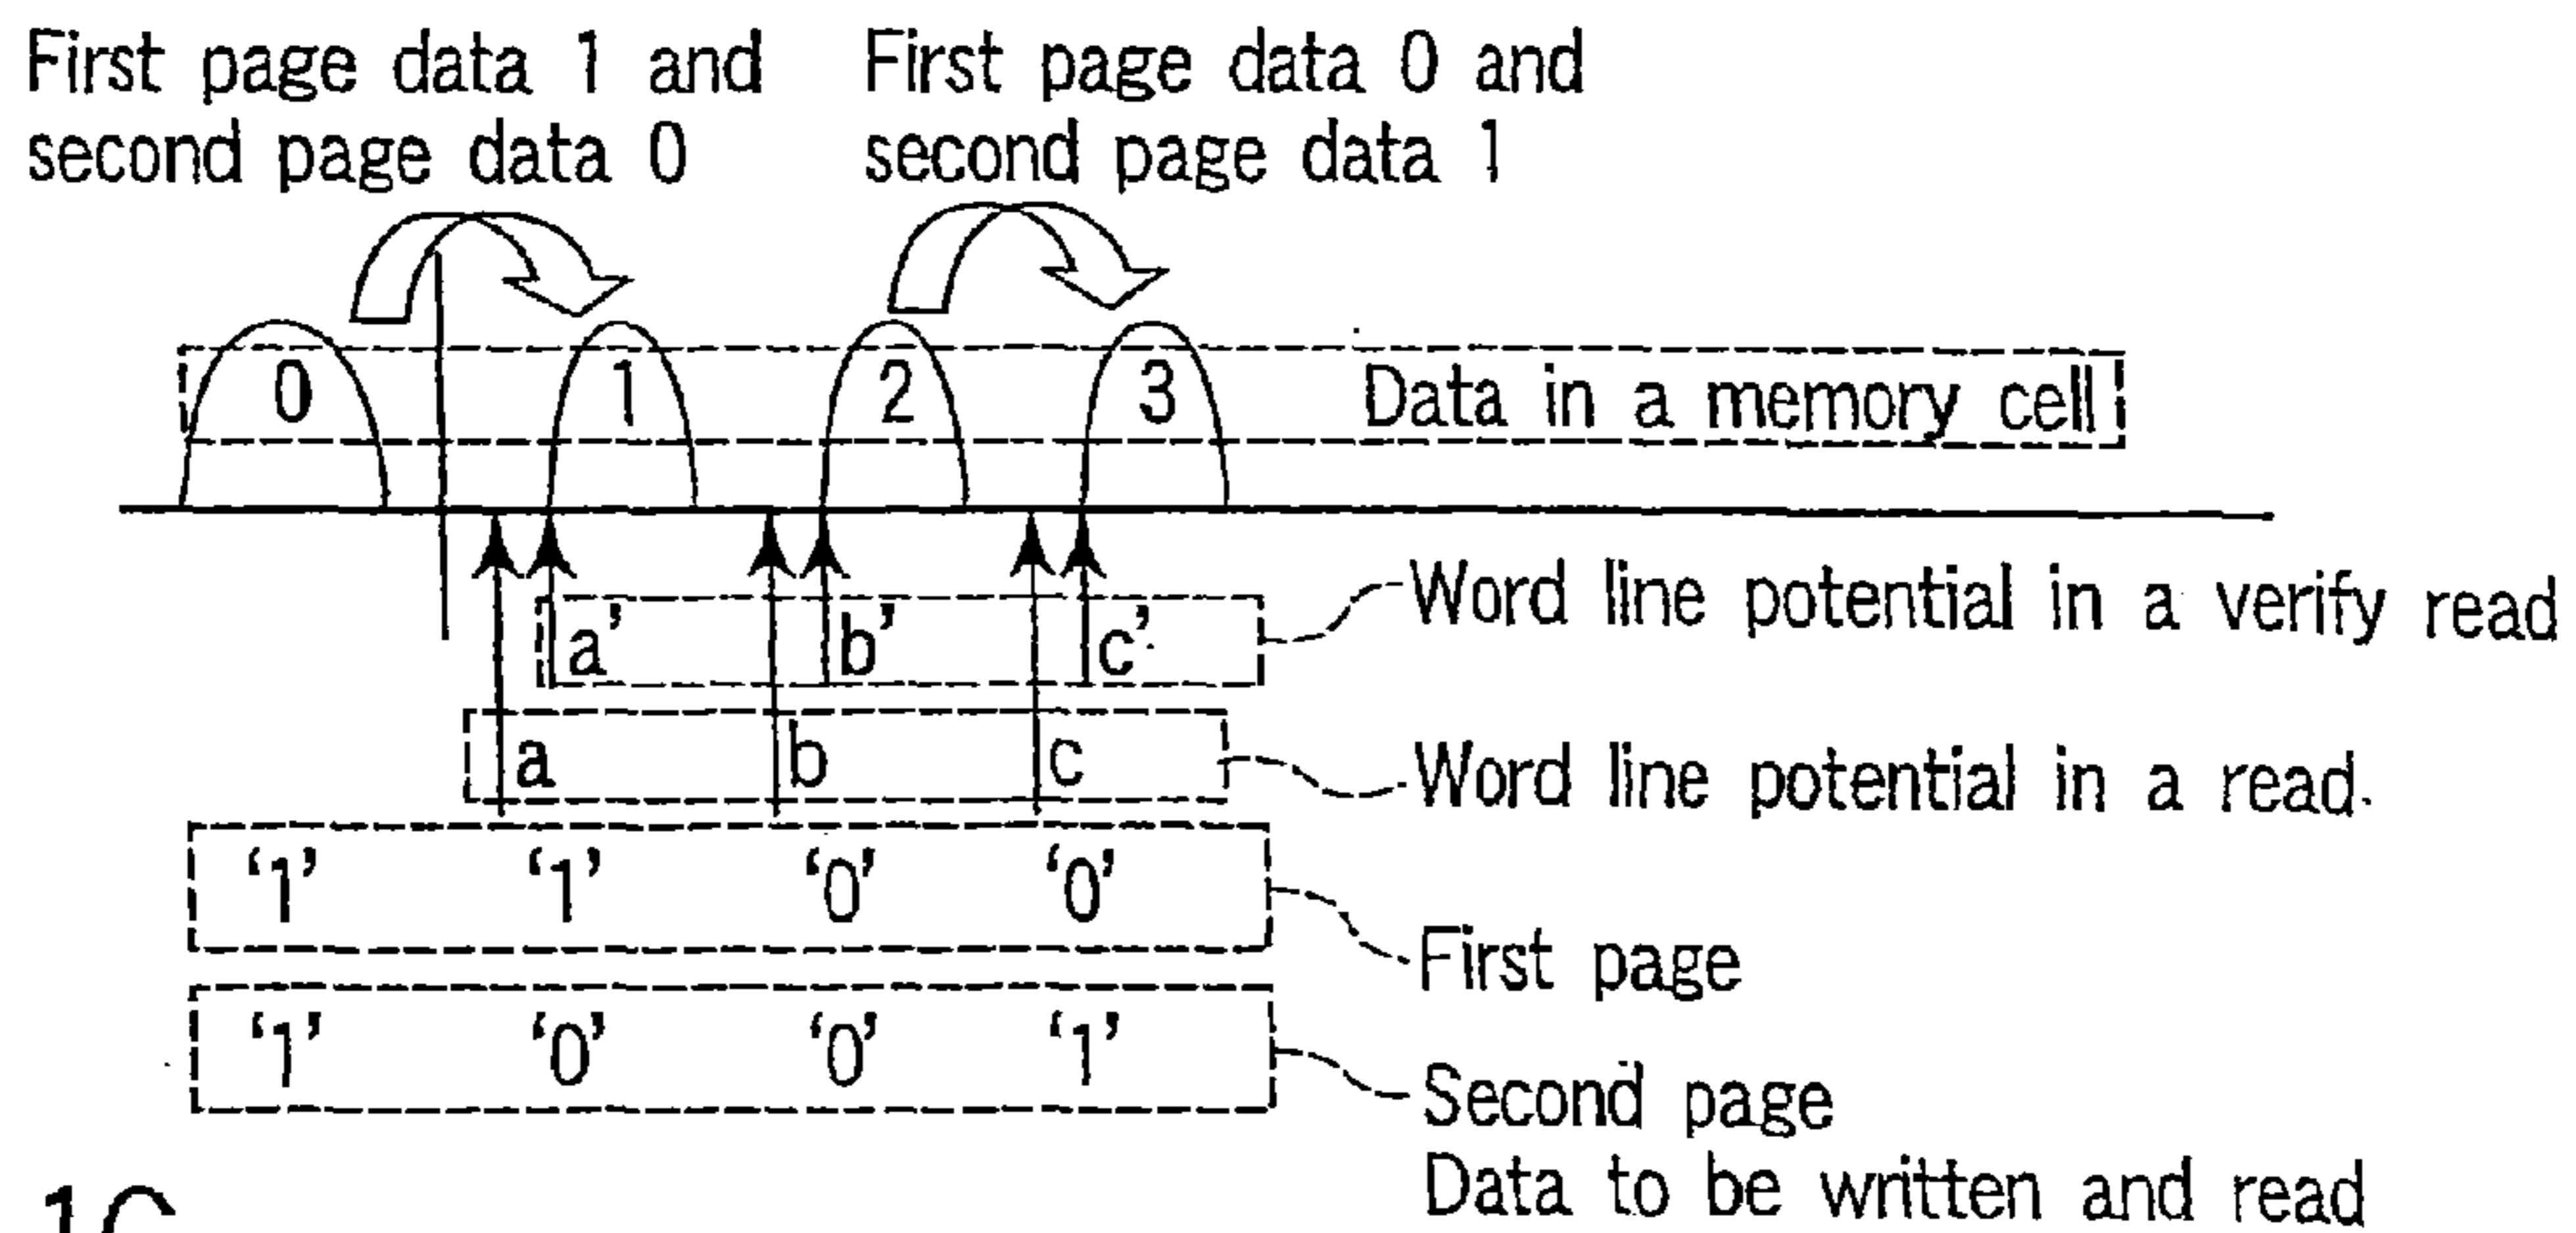 First page data 1 and
second page data 0
First page data 0 and
second page data 1
0 1 2 3 Data in a memory cell
a’ b’ c’ Word line potential in a verify read
a b c Word line potential in a read
‘1’ ‘1’ ‘0’ ‘0’
First page
‘1’ ‘0’ ‘0’ ‘1’
Second page
Data to be written and read